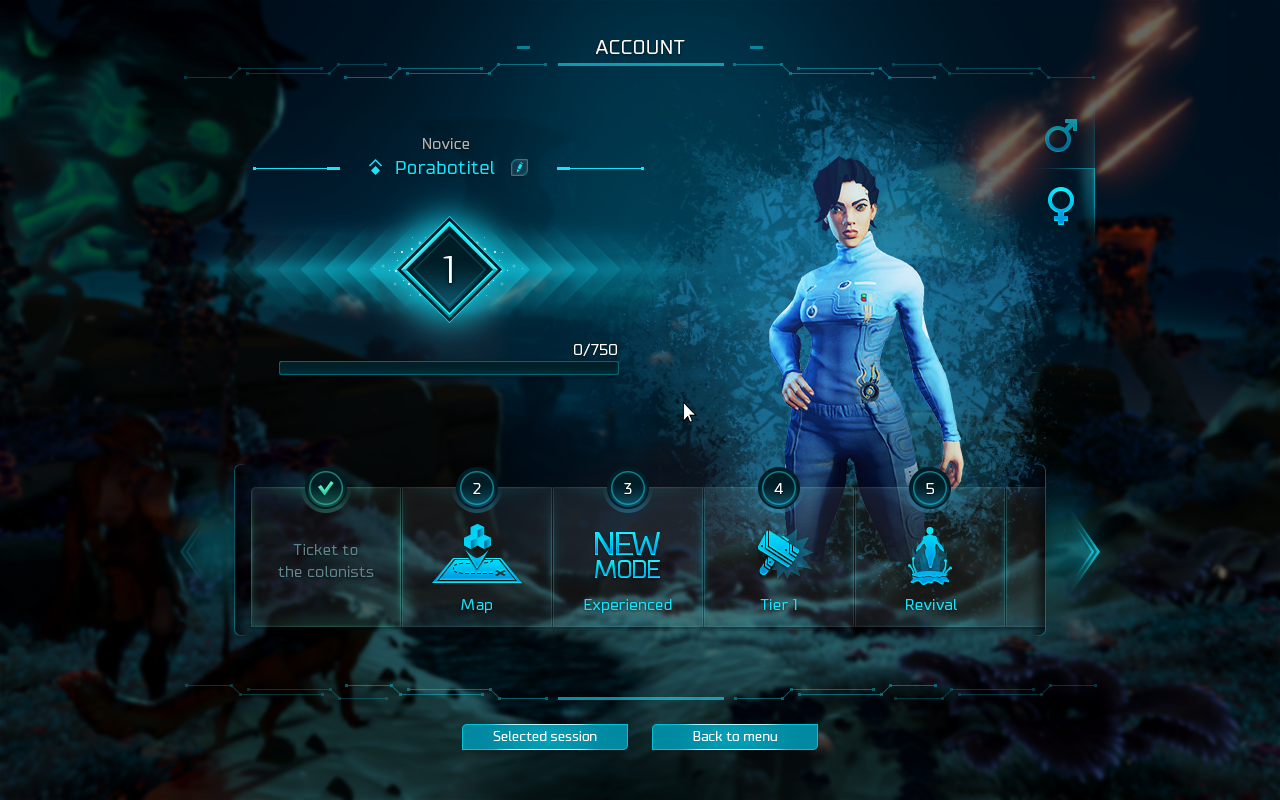 ACCOUNT
Novice
Porabotitel
1
0/750
2
3
4
5
Ticket to
the colonists
NEW
MODE
Map
Experienced
Tier 1
Revival
Selected session
Back to menu